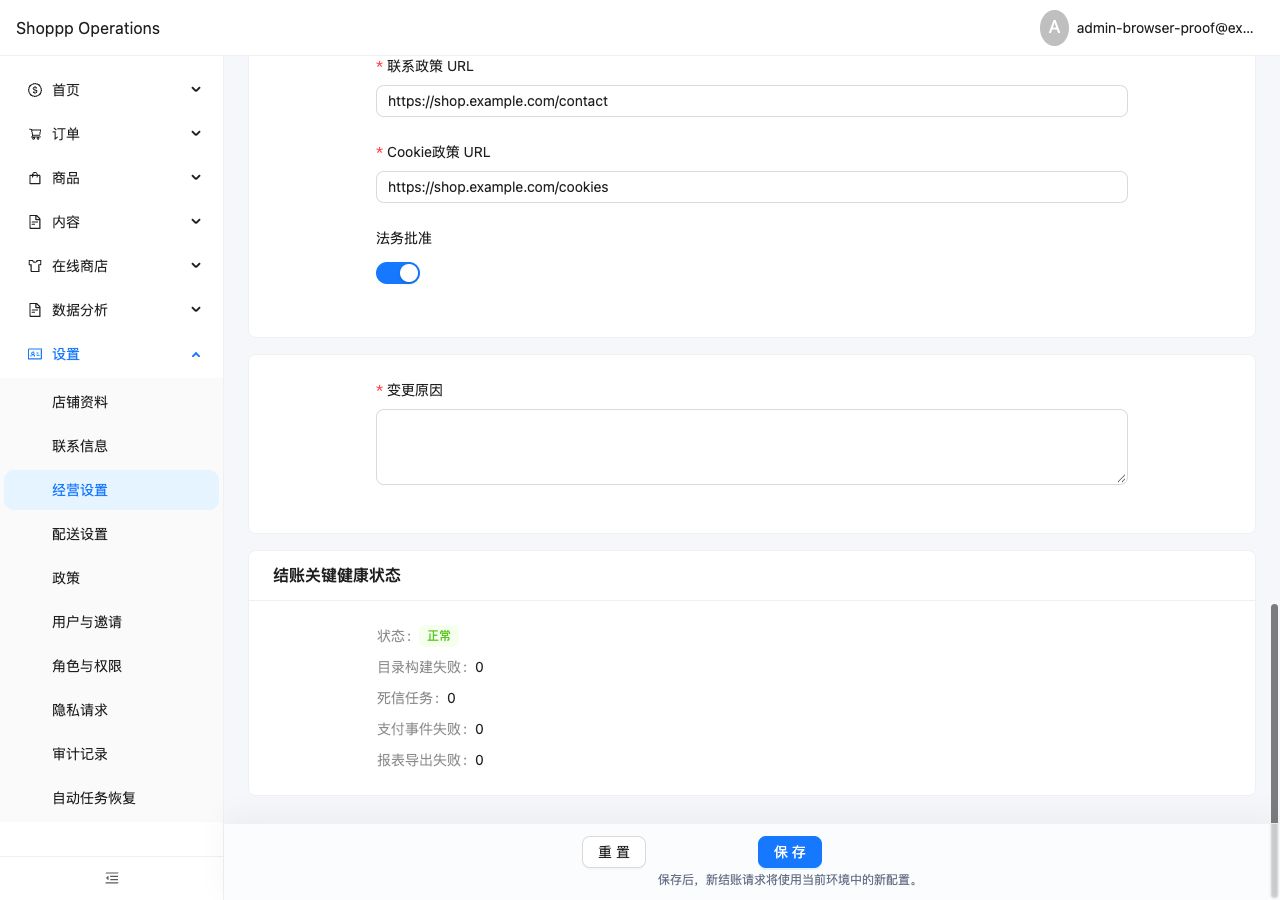 Shoppp Operations
A
admin-browser-proof@ex...
首页
订单
商品
内容
在线商店
数据分析
设置
店铺资料
联系信息
经营设置
配送设置
政策
用户与邀请
角色与权限
隐私请求
审计记录
自动任务恢复
* 联系政策 URL
https://shop.example.com/contact
* Cookie政策 URL
https://shop.example.com/cookies
法务批准
* 变更原因
结账关键健康状态
状态: 正常
目录构建失败: 0
死信任务: 0
支付事件失败: 0
报表导出失败: 0
重 置
保 存
保存后，新结账请求将使用当前环境中的新配置。